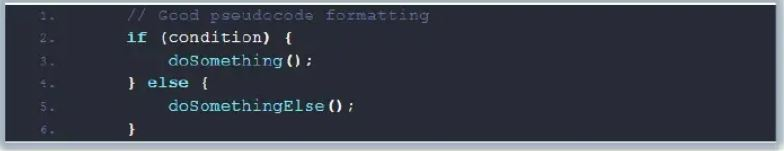 1. // Good pseudocode formatting
2. if (condition) {
3. doSomething();
4. } else {
5. doSomethingElse();
6. }